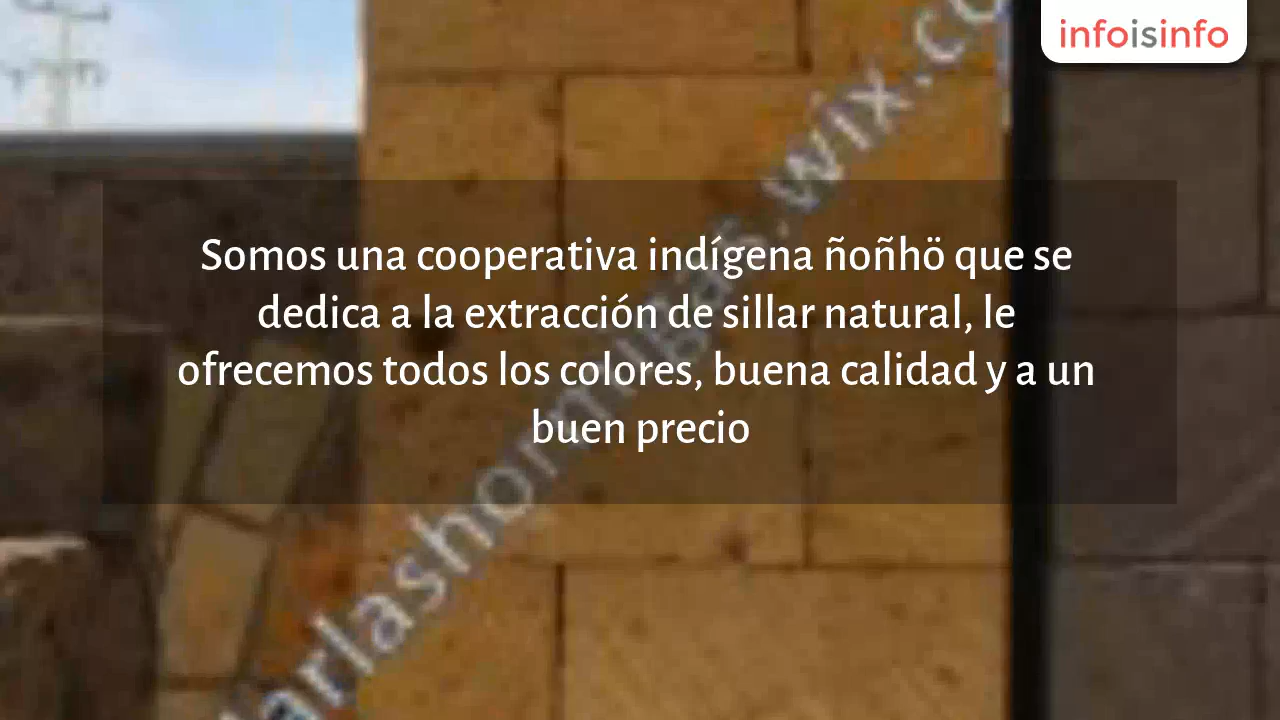 infoisinfo
Somos una cooperativa indígena ñoñhö que se
dedica a la extracción de sillar natural, le
ofrecemos todos los colores, buena calidad y a un
buen precio